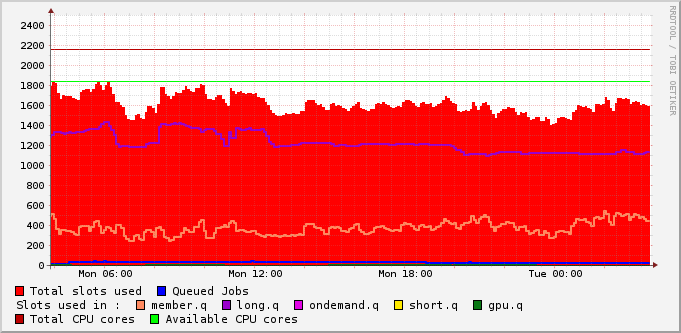 2400
2200
2000
1800
1600
1400
1200
1000
800
600
400
200
0
Mon 06:00 Mon 12:00 Mon 18:00 Tue 00:00
Total slots used Queued Jobs
Slots used in : member.q long.q ondemand.q short.q gpu.q
Total CPU cores Available CPU cores
RRDTOOL / TOBI OETIKER